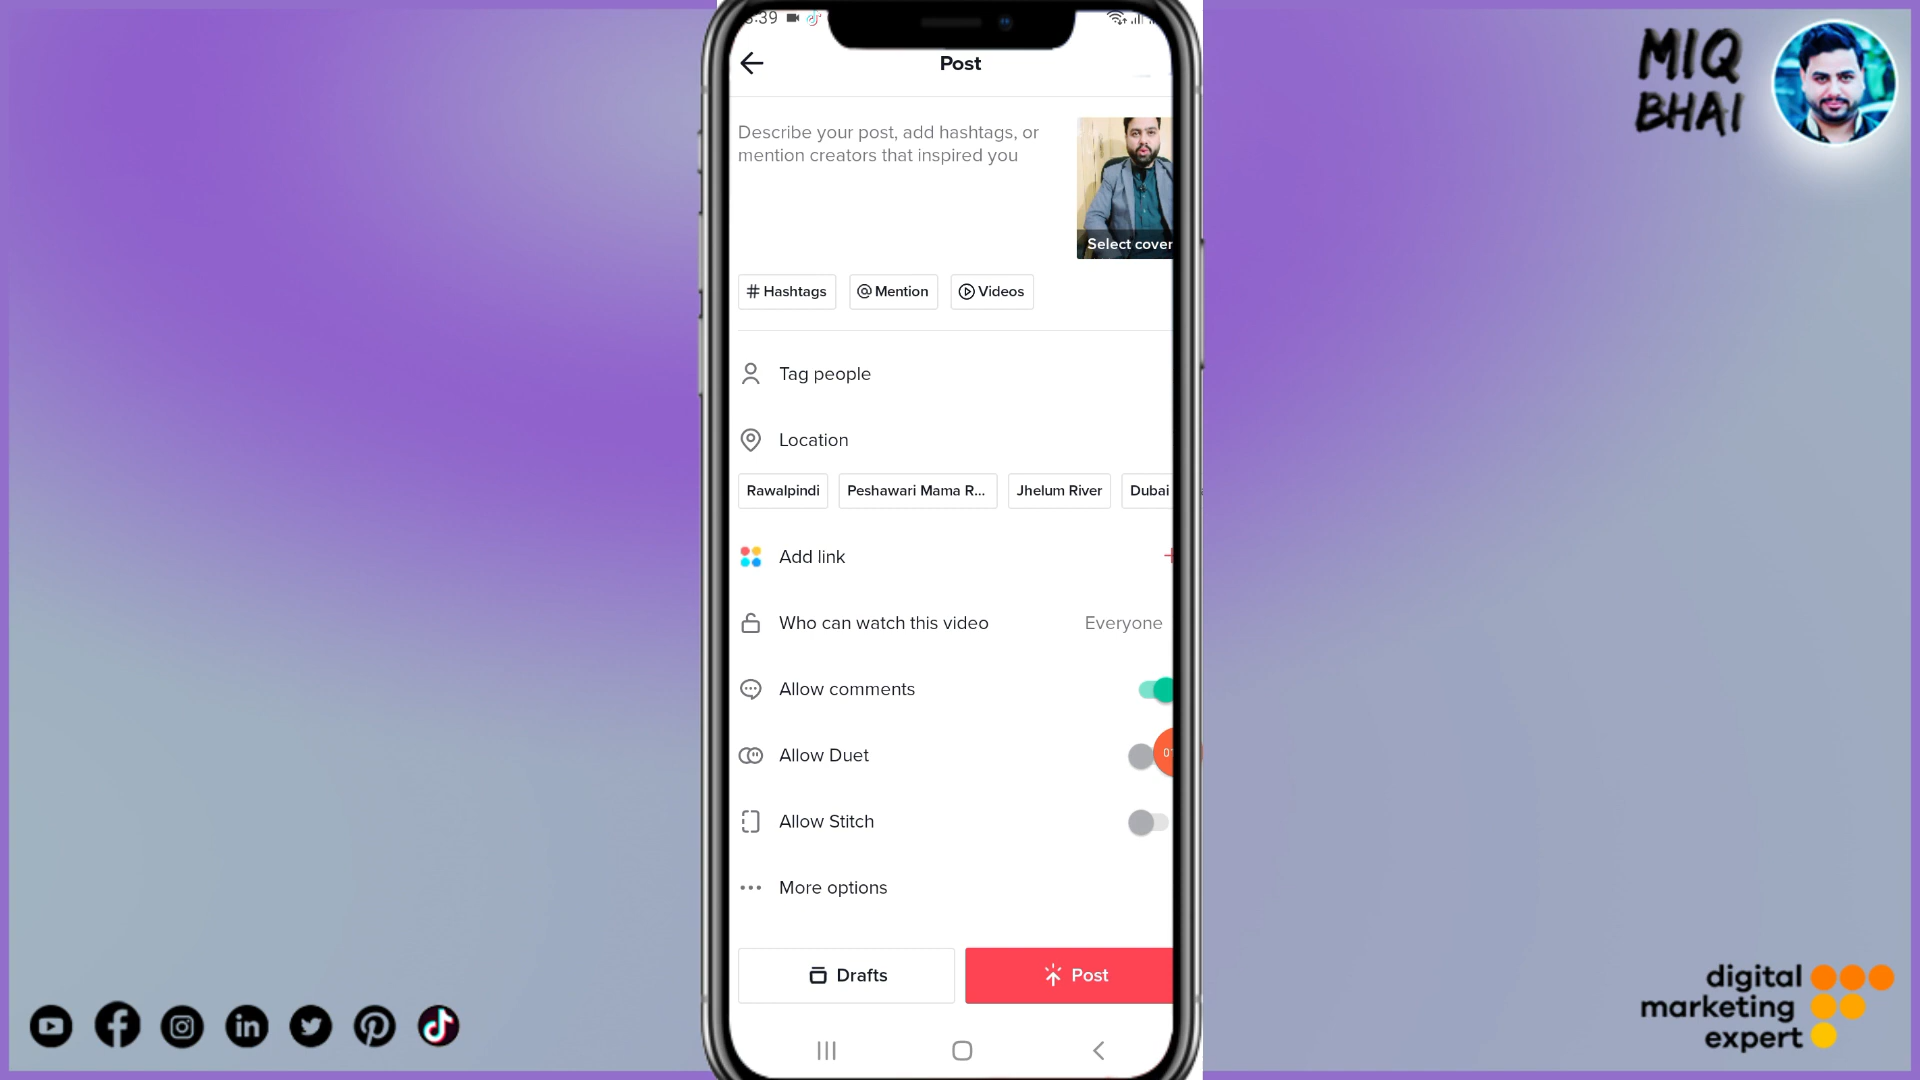 :39
MIQ
BHAI
Post
Describe your post, add hashtags, or
mention creators that inspired you
Select cover
# Hashtags
@ Mention
Videos
Tag people
Location
Rawalpindi
Peshawari Mama R...
Jhelum River
Dubai
Add link
Who can watch this video
Everyone
Allow comments
Allow Duet
Allow Stitch
More options
Drafts
Post
digital
marketing
expert